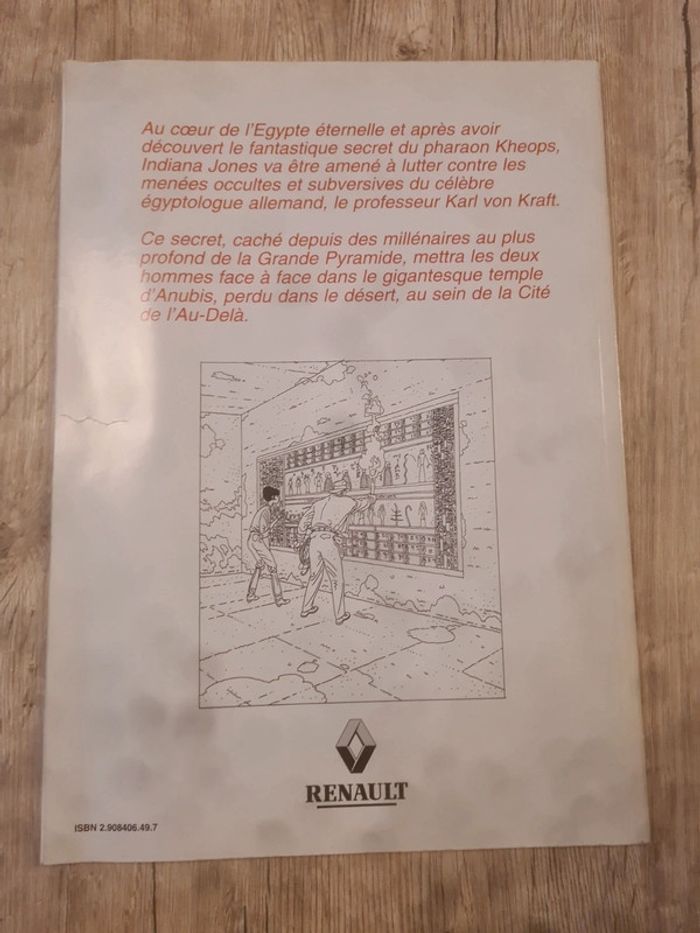 Au cœur de l'Egypte éternelle et après avoir
découvert le fantastique secret du pharaon Kheops,
Indiana Jones va être amené à lutter contre les
menées occultes et subversives du célèbre
égyptologue allemand, le professeur Karl von Kraft.
Ce secret, caché depuis des millénaires au plus
profond de la Grande Pyramide, mettra les deux
hommes face à face dans le gigantesque temple
d'Anubis, perdu dans le désert, au sein de la Cité
de l'Au-Delà.
RENAULT
ISBN 2.908406.49.7